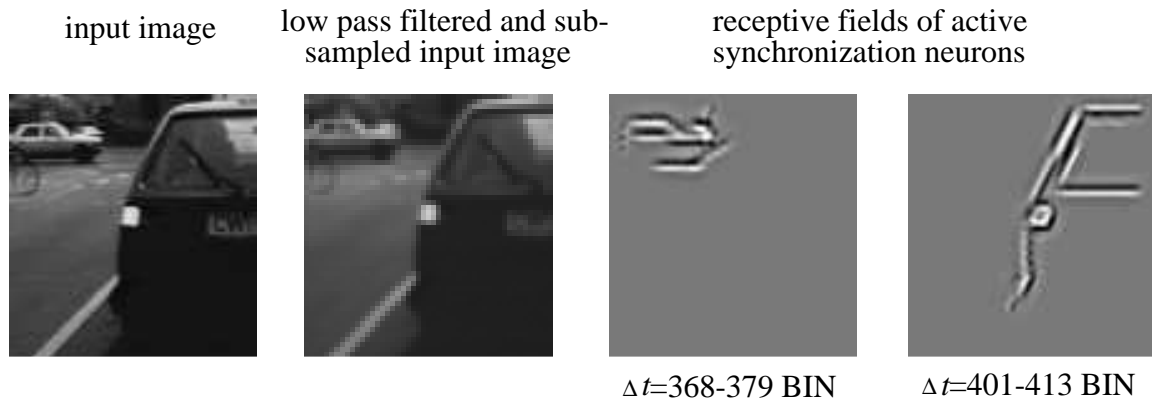 input image
low pass filtered and sub-
sampled input image
receptive fields of active
synchronization neurons
Δt=368-379 BIN
Δt=401-413 BIN